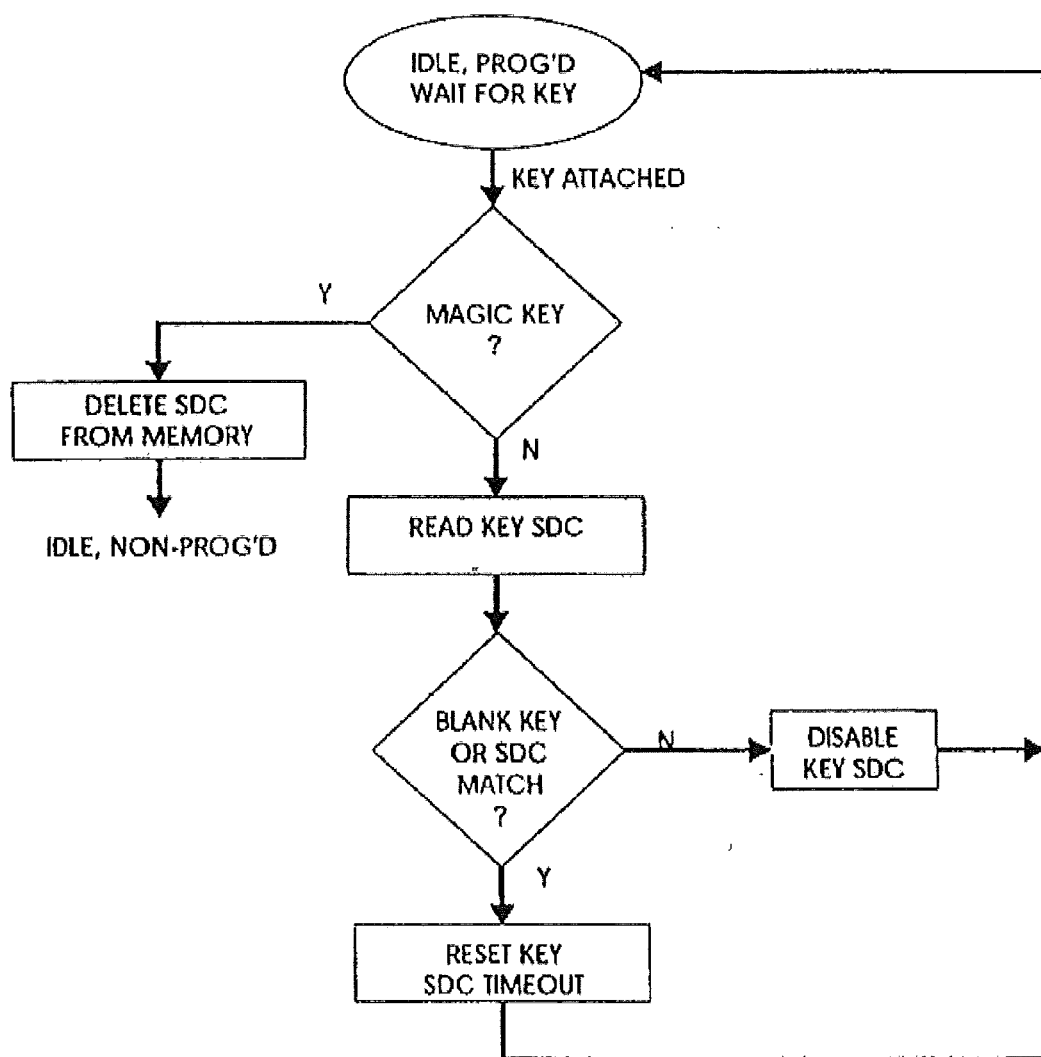 IDLE, PROG'D
WAIT FOR KEY
KEY ATTACHED
Y
MAGIC KEY
?
DELETE SDC
FROM MEMORY
N
IDLE, NON-PROG'D
READ KEY SDC
BLANK KEY
OR SDC
MATCH
?
N
DISABLE
KEY SDC
Y
RESET KEY
SDC TIMEOUT